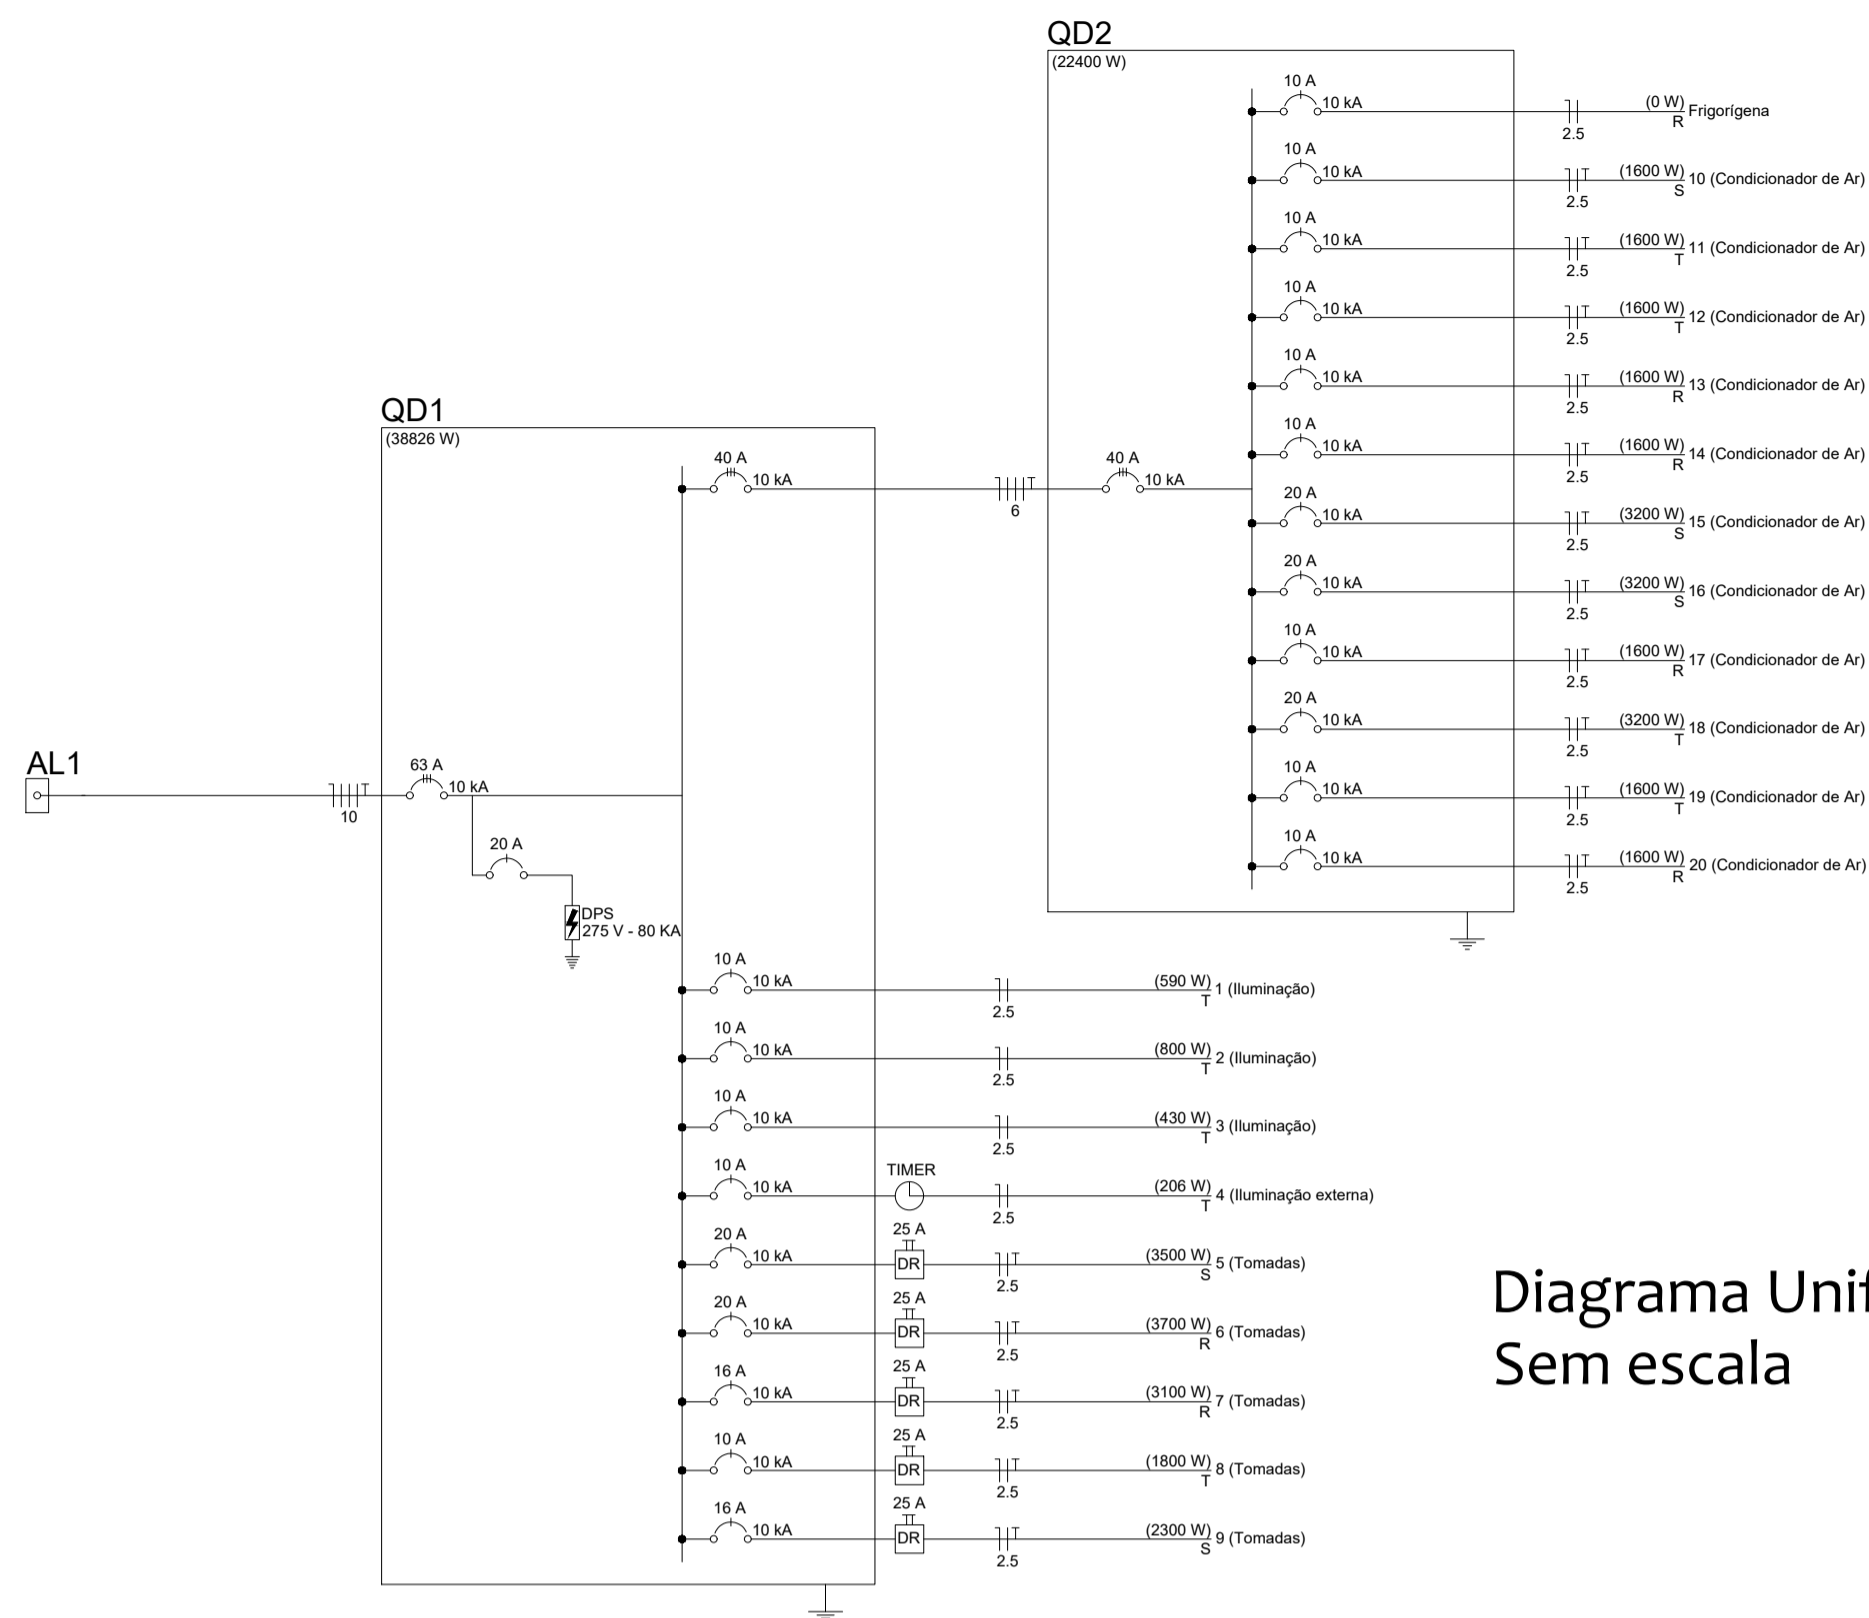 QD2
(22400 W)
10 A
10 kA
2.5
(0 W)
R
Frigorígena
10 A
10 kA
2.5
(1600 W)
S
10 (Condicionador de Ar)
10 A
10 kA
2.5
(1600 W)
T
11 (Condicionador de Ar)
10 A
10 kA
2.5
(1600 W)
T
12 (Condicionador de Ar)
10 A
10 kA
2.5
(1600 W)
R
13 (Condicionador de Ar)
10 A
10 kA
2.5
(1600 W)
R
14 (Condicionador de Ar)
20 A
10 kA
2.5
(3200 W)
S
15 (Condicionador de Ar)
20 A
10 kA
2.5
(3200 W)
S
16 (Condicionador de Ar)
10 A
10 kA
2.5
(1600 W)
R
17 (Condicionador de Ar)
20 A
10 kA
2.5
(3200 W)
T
18 (Condicionador de Ar)
10 A
10 kA
2.5
(1600 W)
T
19 (Condicionador de Ar)
10 A
10 kA
2.5
(1600 W)
R
20 (Condicionador de Ar)
QD1
(38826 W)
40 A
10 kA
6
40 A
10 kA
AL1
10
63 A
10 kA
20 A
DPS
275 V - 80 KA
10 A
10 kA
2.5
(590 W)
T
1 (Iluminação)
10 A
10 kA
2.5
(800 W)
T
2 (Iluminação)
10 A
10 kA
2.5
(430 W)
T
3 (Iluminação)
10 A
10 kA
TIMER
2.5
(206 W)
T
4 (Iluminação externa)
20 A
10 kA
25 A
DR
2.5
(3500 W)
S
5 (Tomadas)
20 A
10 kA
25 A
DR
2.5
(3700 W)
R
6 (Tomadas)
16 A
10 kA
25 A
DR
2.5
(3100 W)
R
7 (Tomadas)
10 A
10 kA
25 A
DR
2.5
(1800 W)
T
8 (Tomadas)
16 A
10 kA
25 A
DR
2.5
(2300 W)
S
9 (Tomadas)
Diagrama
Sem escala